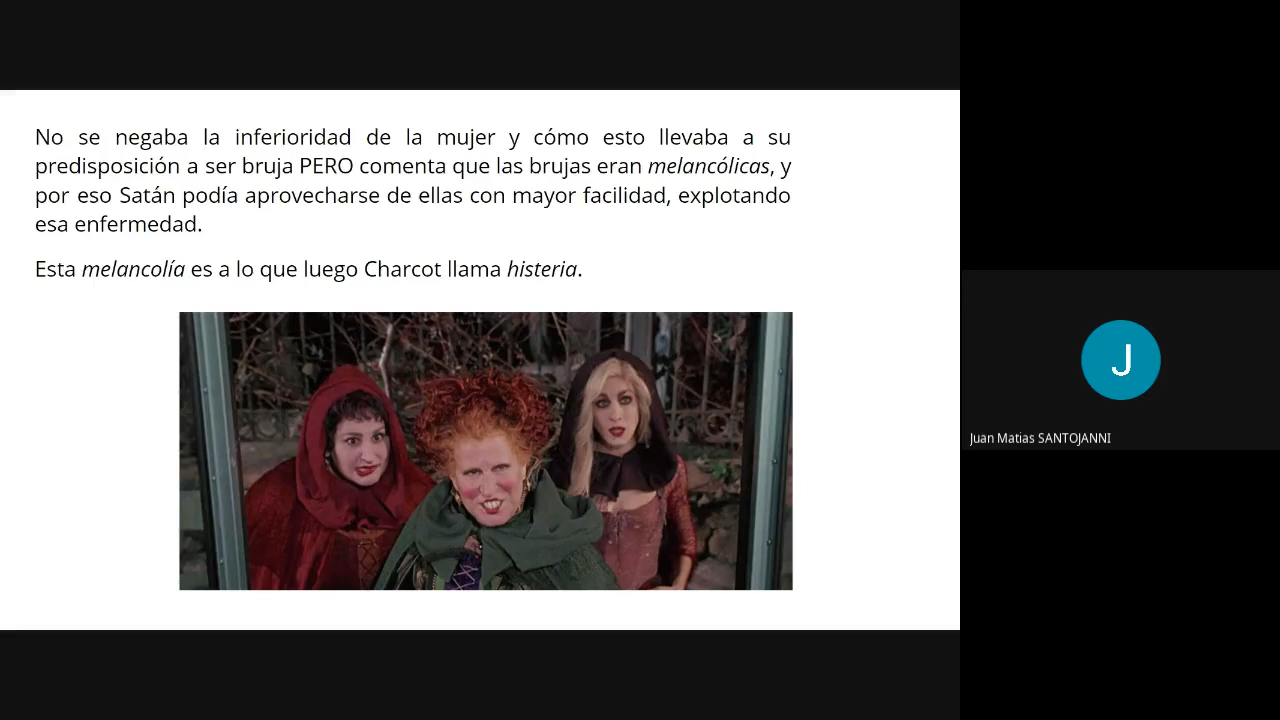 No se negaba la inferioridad de la mujer y cómo esto llevaba a su
predisposición a ser bruja PERO comenta que las brujas eran melancólicas, y
por eso Satán podía aprovecharse de ellas con mayor facilidad, explotando
esa enfermedad.
Esta melancolía es a lo que luego Charcot llama histeria.
J
Juan Matias SANTOJANNI